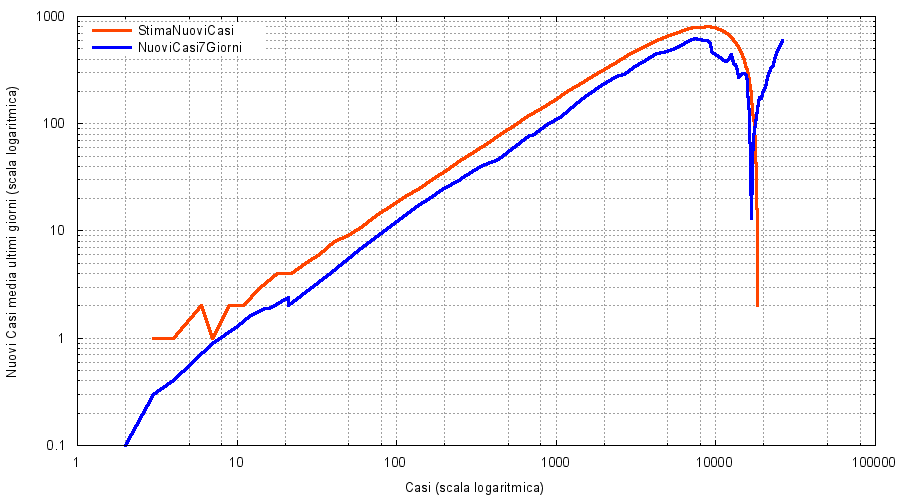 1000
StimaNuoviCasi
NuoviCasi7Giorni
100
10
1
0.1
Nuovi Casi media ultimi giorni (scala logaritmica)
1 10 100 1000 10000 100000
Casi (scala logoritmica)